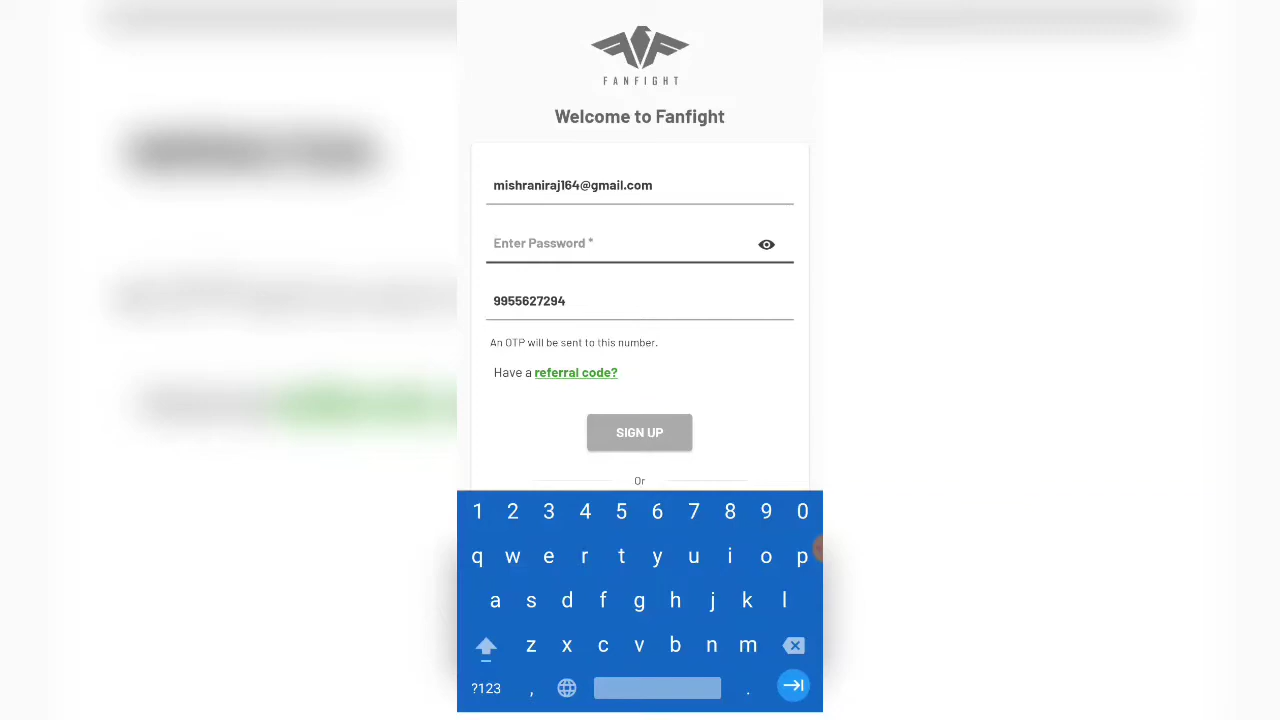 FANFIGHT
Welcome to Fanfight
mishraniraj164@gmail.com
Enter Password *
9955627294
An OTP will be sent to this number.
Have a referral code?
SIGN UP
Or
1 2 3 4 5 6 7 8 9 0
q w e r t y u i o p
a s d f g h j k l
z x c v b n m
?123 , .